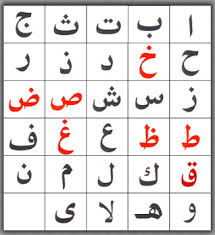 ا ب ت ث ج
ح خ د ذ ر
ز س ش ص ض
ط ظ ع غ ف
ق ك ل م ن
و هـ لا ى